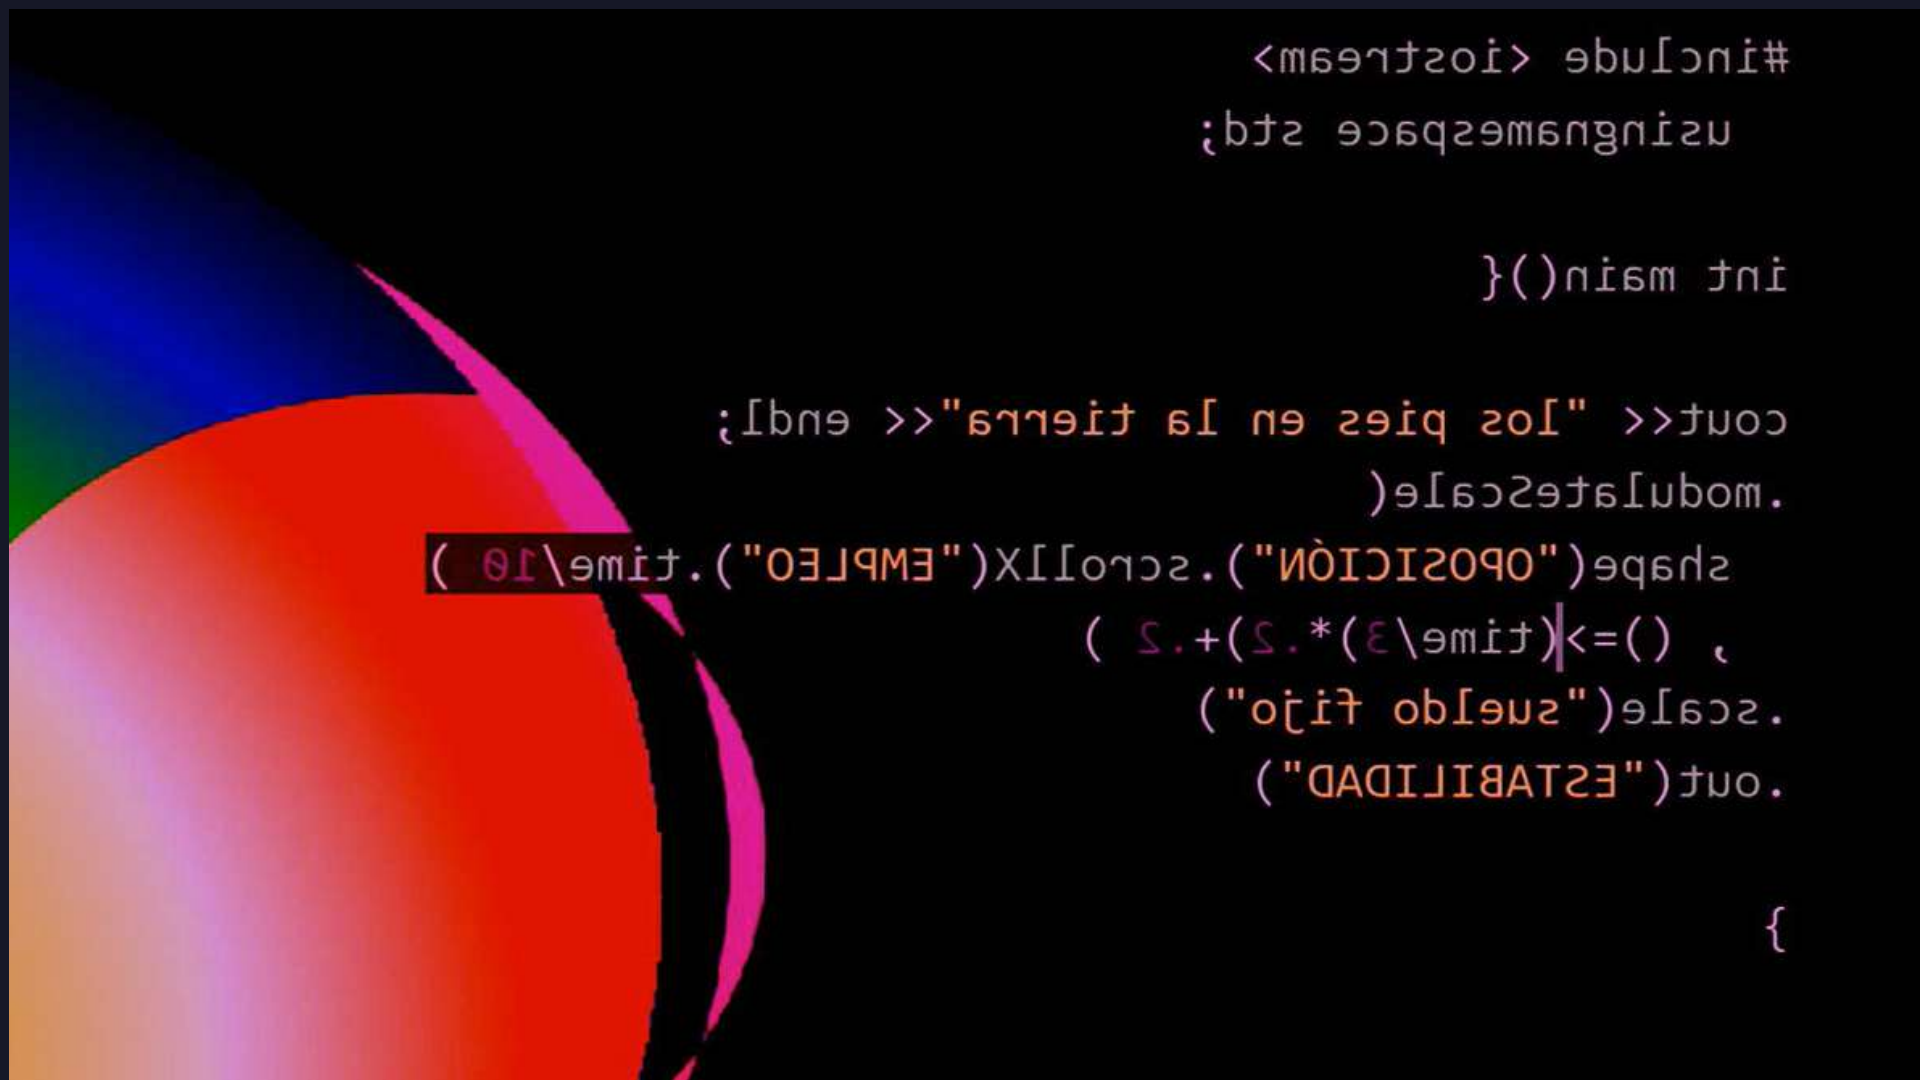 #include <iostream>
usingnamespace std;
int main(){
cout<< "los pies en la tierra"<< endl;
.modulateScale(
shape("OPOSICIÓN").scrollX("EMPLEO").time/10 )
, ()=>(time/3)*.2)+.2 )
.scale("sueldo fijo")
.out("ESTABILIDAD")
}